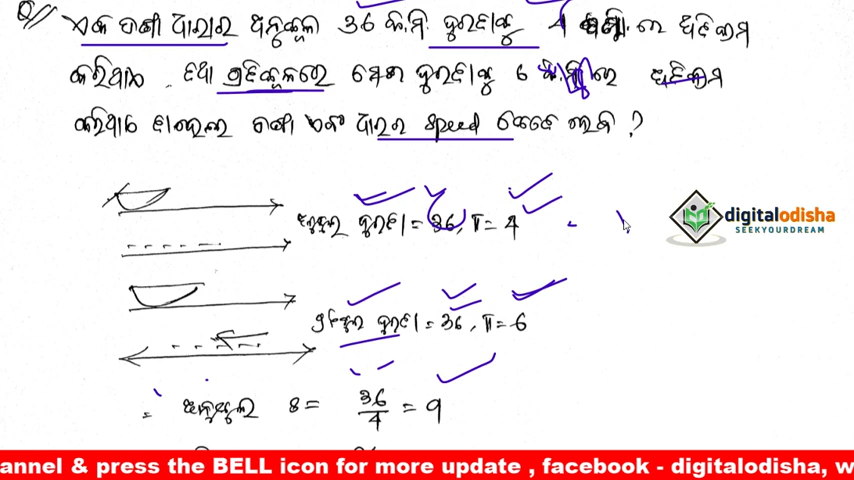 Q//
ଏକ ଡଙ୍ଗା ଧାରାର ଅନୁକୂଳ 36 କି.ମି. ଦୂରତାକୁ 4 ରେ ଅତିକ୍ରମ
କରିଥାଏ. ତଥା ପ୍ରତିକୂଳରେ ସେହି ଦୂରତାକୁ 6 ରେ ଅତିକ୍ରମ
କରିଥାଏ ତାହେଲେ ଡଙ୍ଗା ଏବଂ ଧାରର speed କେତେ ଲେଖ ?
ଅନୁକୂଳ ଦୂରତା = 36, T = 4
digitalodisha
SEEKYOURDREAM
ପ୍ରତିକୂଳ ଦୂରତା = 36, T = 6
= ଅନୁକୂଳ S = 36/4 = 9
annel & press the BELL icon for more update , facebook - digitalodisha, w